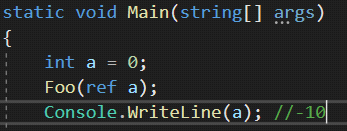 static void Main(string[] args)
{
    int a = 0;
    Foo(ref a);
    Console.WriteLine(a); //-10